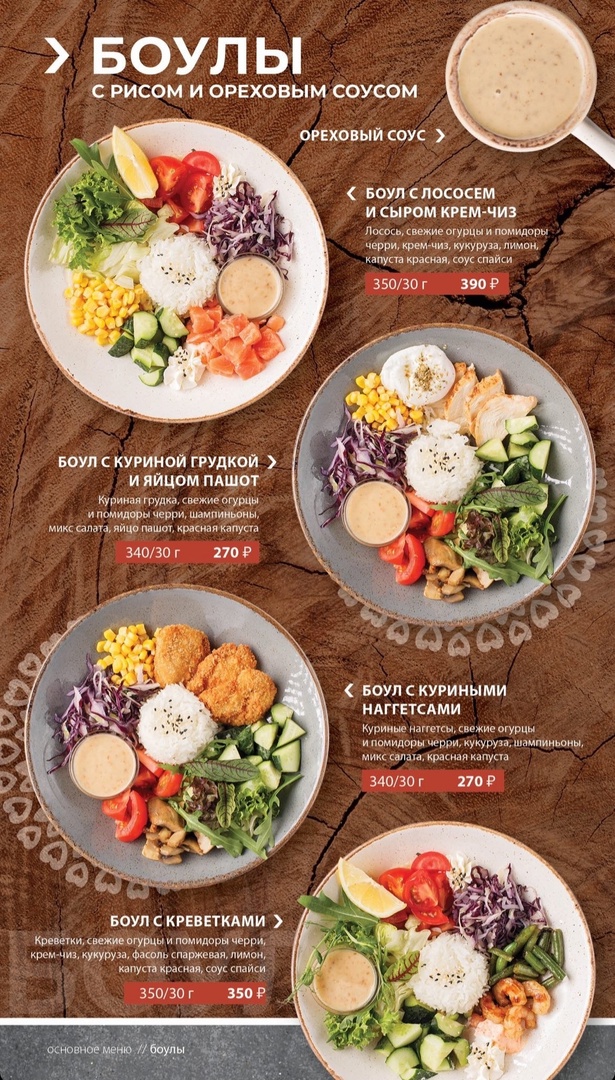 БОУЛЫ
С РИСОМ И ОРЕХОВЫМ СОУСОМ
ОРЕХОВЫЙ СОУС
БОУЛ С ЛОСОСЕМ
И СЫРОМ КРЕМ-ЧИЗ
Лосось, свежие огурцы и помидоры
черри, крем-чиз, кукуруза, лимон,
капуста красная, соус спайси
350/30 г 390 ₽
БОУЛ С КУРИНОЙ ГРУДКОЙ
И ЯЙЦОМ ПАШОТ
Куриная грудка, свежие огурцы
и помидоры черри, шампиньоны,
микс салата, яйцо пашот, красная капуста
340/30 г 270 ₽
БОУЛ С КУРИНЫМИ
НАГГЕТСАМИ
Куриные наггетсы, свежие огурцы
и помидоры черри, кукуруза, шампиньоны,
микс салата, красная капуста
340/30 г 270 ₽
БОУЛ С КРЕВЕТКАМИ
Креветки, свежие огурцы и помидоры черри,
крем-чиз, кукуруза, фасоль спаржевая, лимон,
капуста красная, соус спайси
350/30 г 350 ₽
основное меню // боулы